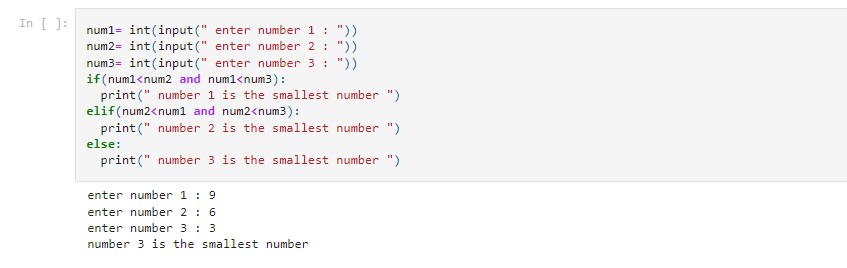 In [ ]:
num1= int(input(" enter number 1 : "))
num2= int(input(" enter number 2 : "))
num3= int(input(" enter number 3 : "))
if(num1<num2 and num1<num3):
  print(" number 1 is the smallest number ")
elif(num2<num1 and num2<num3):
  print(" number 2 is the smallest number ")
else:
  print(" number 3 is the smallest number ")
enter number 1 : 9
enter number 2 : 6
enter number 3 : 3
number 3 is the smallest number